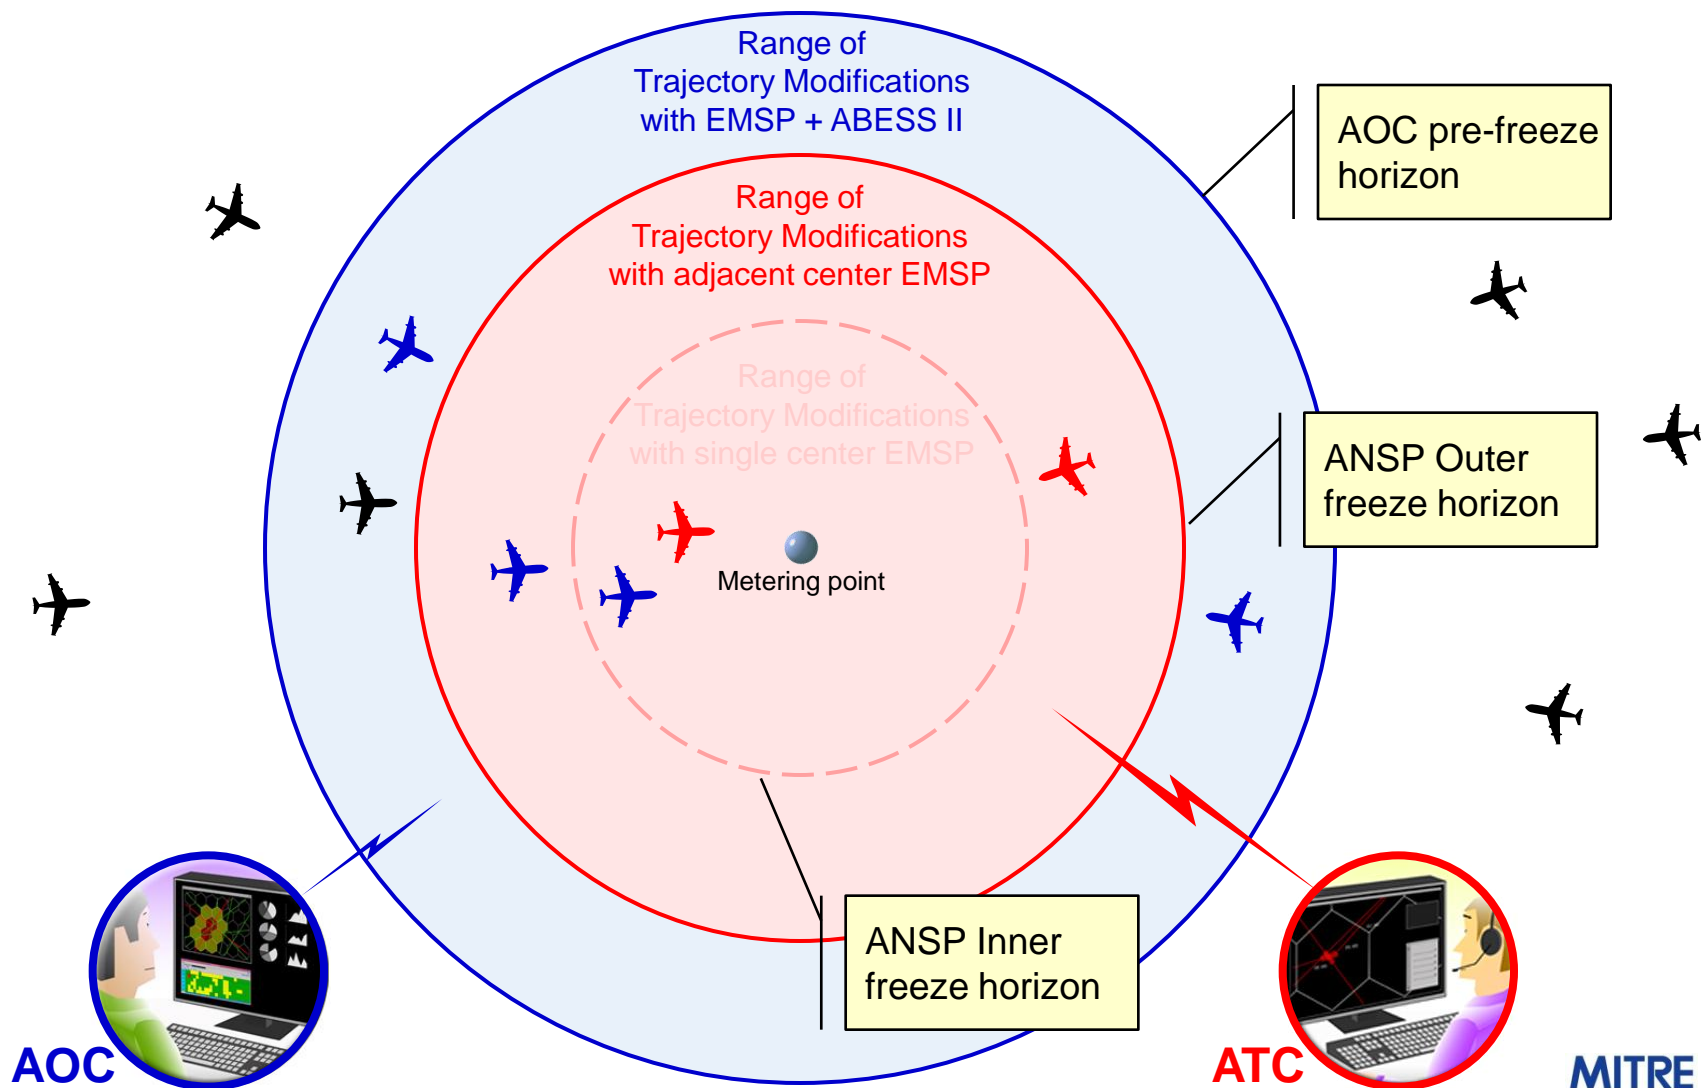 Range of
Trajectory Modifications
with EMSP + ABESS II
AOC pre-freeze
horizon
Range of
Trajectory Modifications
with adjacent center EMSP
Range of
Trajectory Modifications
with single center EMSP
ANSP Outer
freeze horizon
Metering point
ANSP Inner
freeze horizon
AOC
ATC
MITRE